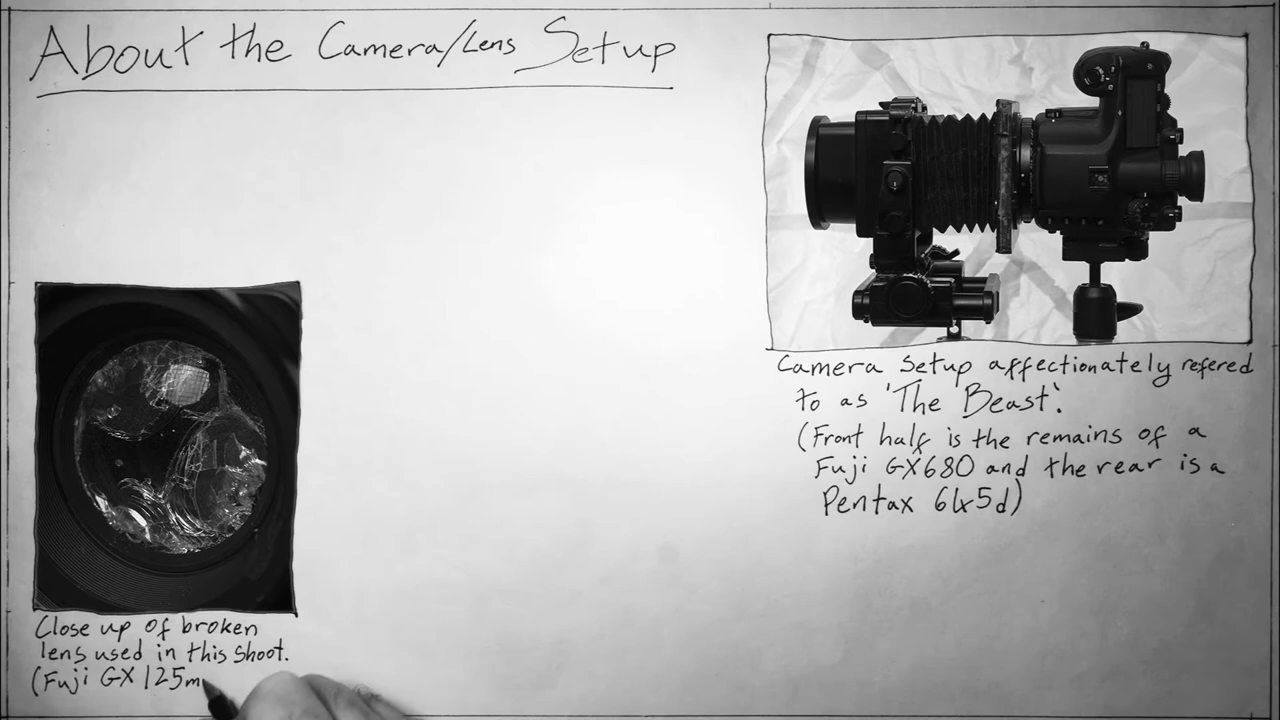 About the Camera/Lens Setup
Camera Setup affectionately refered
to as 'The Beast'.
(Front half is the remains of a
Fuji GX680 and the rear is a
Pentax 645d)
Close up of broken
lens used in this shoot.
(Fuji GX 125m